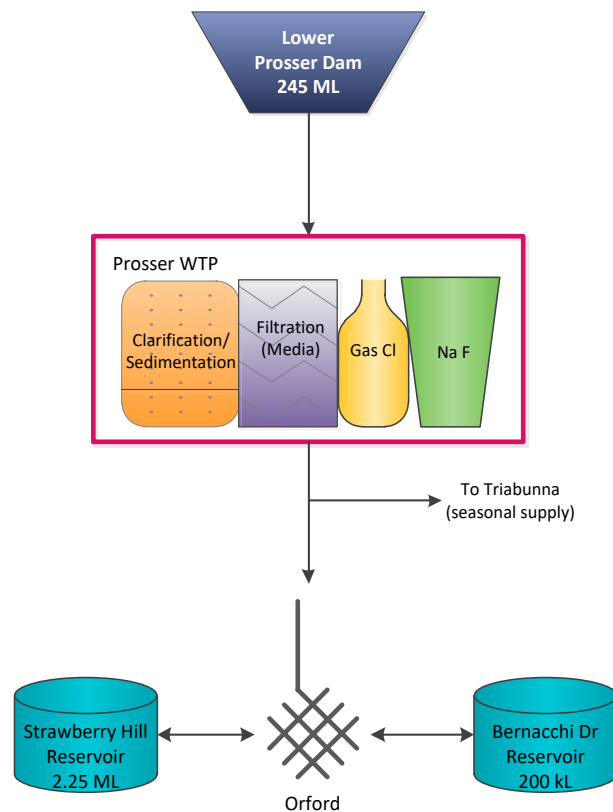 Lower
Prosser Dam
245 ML
Prosser WTP
Clarification/
Sedimentation
Filtration
(Media)
Gas Cl
Na F
To Triabunna
(seasonal supply)
Strawberry Hill
Reservoir
2.25 ML
Bernacchi Dr
Reservoir
200 kL
Orford